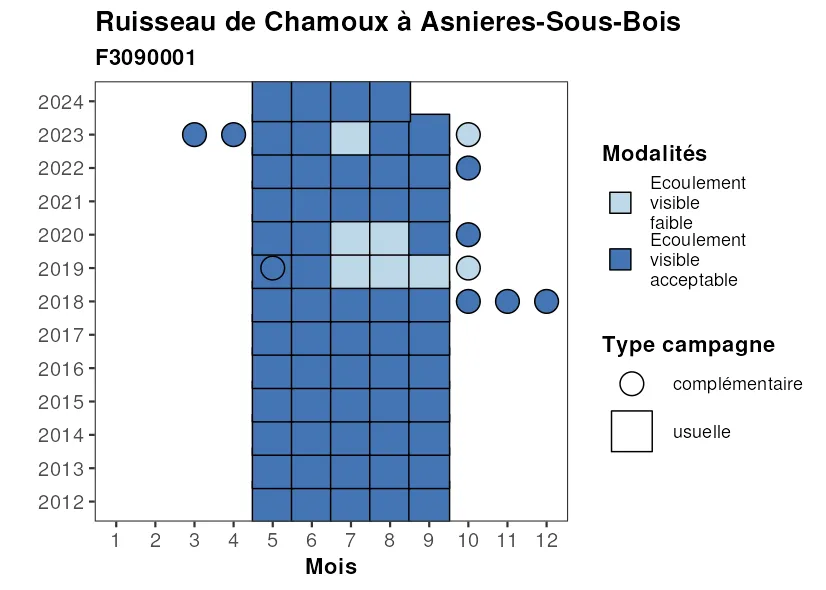 Ruisseau de Chamoux à Asnieres-Sous-Bois
F3090001
2024
2023
2022
2021
2020
2019
2018
2017
2016
2015
2014
2013
2012
1 2 3 4 5 6 7 8 9 10 11 12
Mois
Modalités
Ecoulement
visible
faible
Ecoulement
visible
acceptable
Type campagne
complémentaire
usuelle